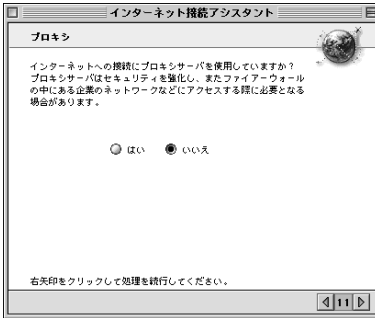 インターネット接続アシスタント
プロキシ
インターネットへの接続にプロキシサーバを使用していますか？
プロキシサーバはセキュリティを強化し、またファイアーウォール
の中にある企業のネットワークなどにアクセスする際に必要となる
場合があります。
はい いいえ
右矢印をクリックして処理を続行してください。
11